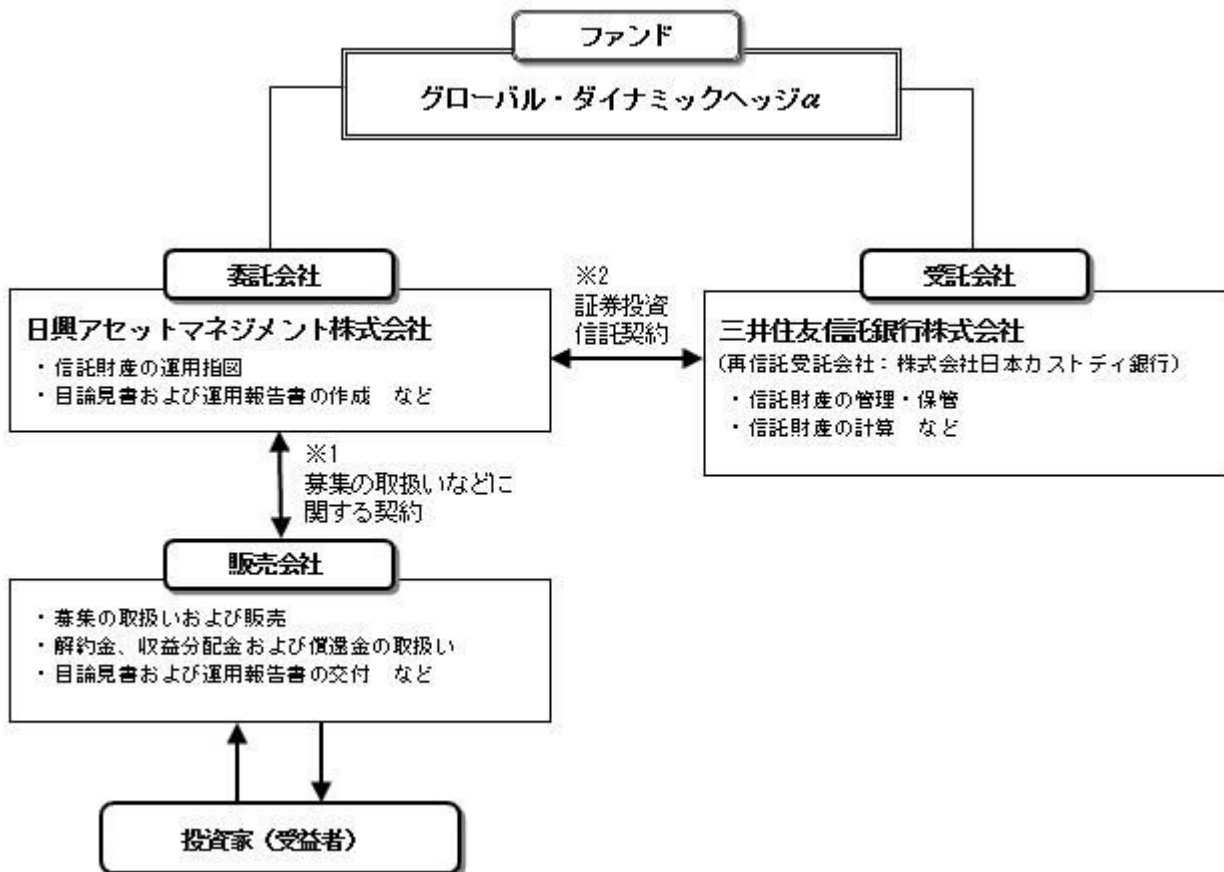 ファンド
グローバル・ダイナミックヘッジα
委託会社
日興アセットマネジメント株式会社
・信託財産の運用指図
・目論見書および運用報告書の作成　など
※2
証券投資
信託契約
受託会社
三井住友信託銀行株式会社
(再信託受託会社：株式会社日本カストディ銀行)
・信託財産の管理・保管
・信託財産の計算　など
※1
募集の取扱いなどに
関する契約
販売会社
・募集の取扱いおよび販売
・解約金、収益分配金および償還金の取扱い
・目論見書および運用報告書の交付　など
投資家（受益者）